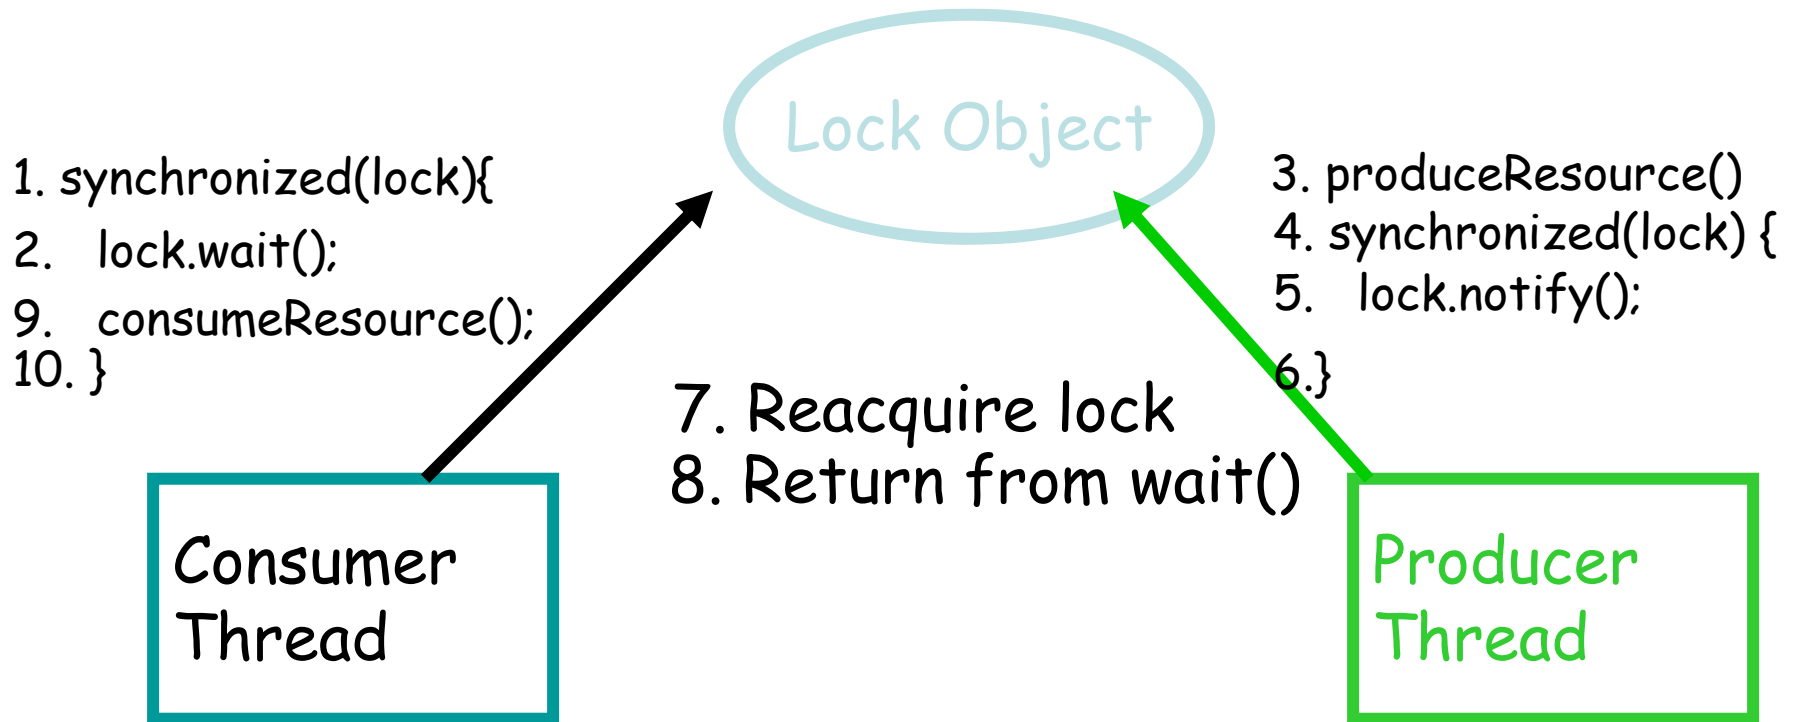 Lock Object
1. synchronized(lock){
2. lock.wait();
9. consumeResource();
10. }
3. produceResource()
4. synchronized(lock) {
5. lock.notify();
6.}
7. Reacquire lock
8. Return from wait()
Consumer
Thread
Producer
Thread